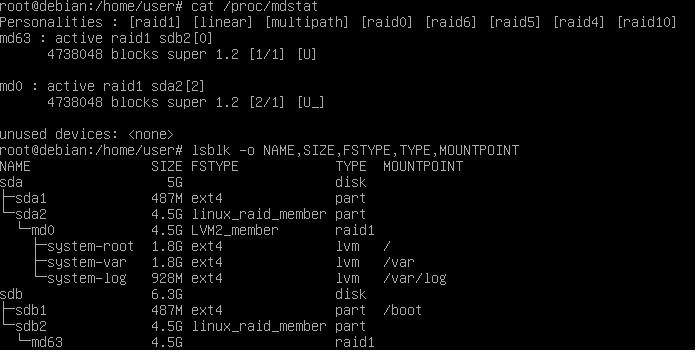 root@debian:/home/user# cat /proc/mdstat
Personalities : [raid1] [linear] [multipath] [raid0] [raid6] [raid5] [raid4] [raid10]
md63 : active raid1 sdb2[0]
      4738048 blocks super 1.2 [1/1] [U]

md0 : active raid1 sda2[2]
      4738048 blocks super 1.2 [2/1] [U_]

unused devices: <none>
root@debian:/home/user# lsblk -o NAME,SIZE,FSTYPE,TYPE,MOUNTPOINT
NAME                SIZE FSTYPE            TYPE  MOUNTPOINT
sda                   5G                   disk
├─sda1              487M ext4              part
└─sda2              4.5G linux_raid_member part
  └─md0             4.5G LVM2_member       raid1
    ├─system-root   1.8G ext4              lvm   /
    ├─system-var    1.8G ext4              lvm   /var
    └─system-log    928M ext4              lvm   /var/log
sdb                 6.3G                   disk
├─sdb1              487M ext4              part  /boot
└─sdb2              4.5G linux_raid_member part
  └─md63            4.5G                   raid1